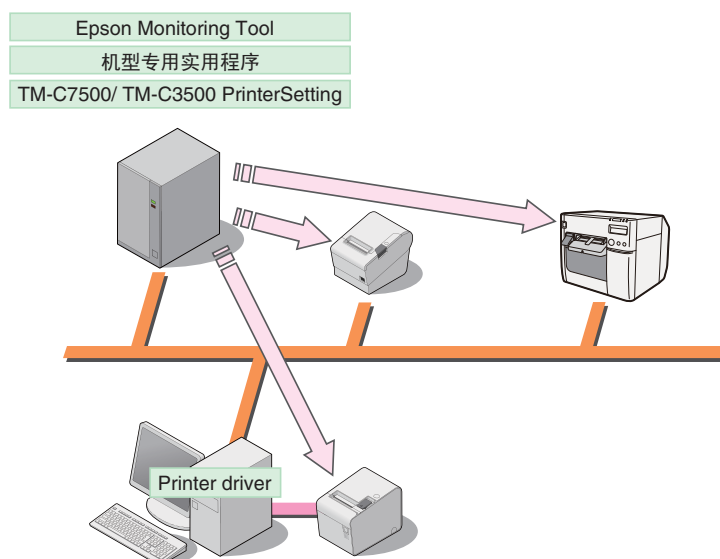 Epson Monitoring Tool
机型专用实用程序
TM-C7500/ TM-C3500 PrinterSetting
Printer driver